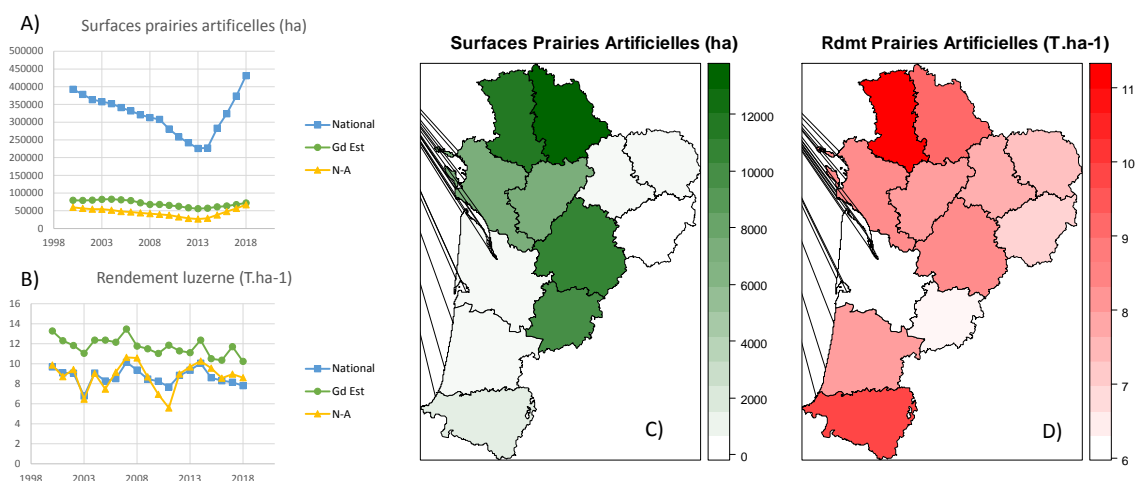 A)
Surfaces prairies artificelles (ha)
500000
450000
400000
350000
300000
250000
200000
150000
100000
50000
0
1998 2003 2008 2013 2018
National
Gd Est
N-A
B)
Rendement luzerne (T.ha-1)
16
14
12
10
8
6
4
2
0
1998 2003 2008 2013 2018
National
Gd Est
N-A
Surfaces Prairies Artificielles (ha)
12000
10000
8000
6000
4000
2000
0
C)
Rdmt Prairies Artificielles (T.ha-1)
11
10
9
8
7
6
D)